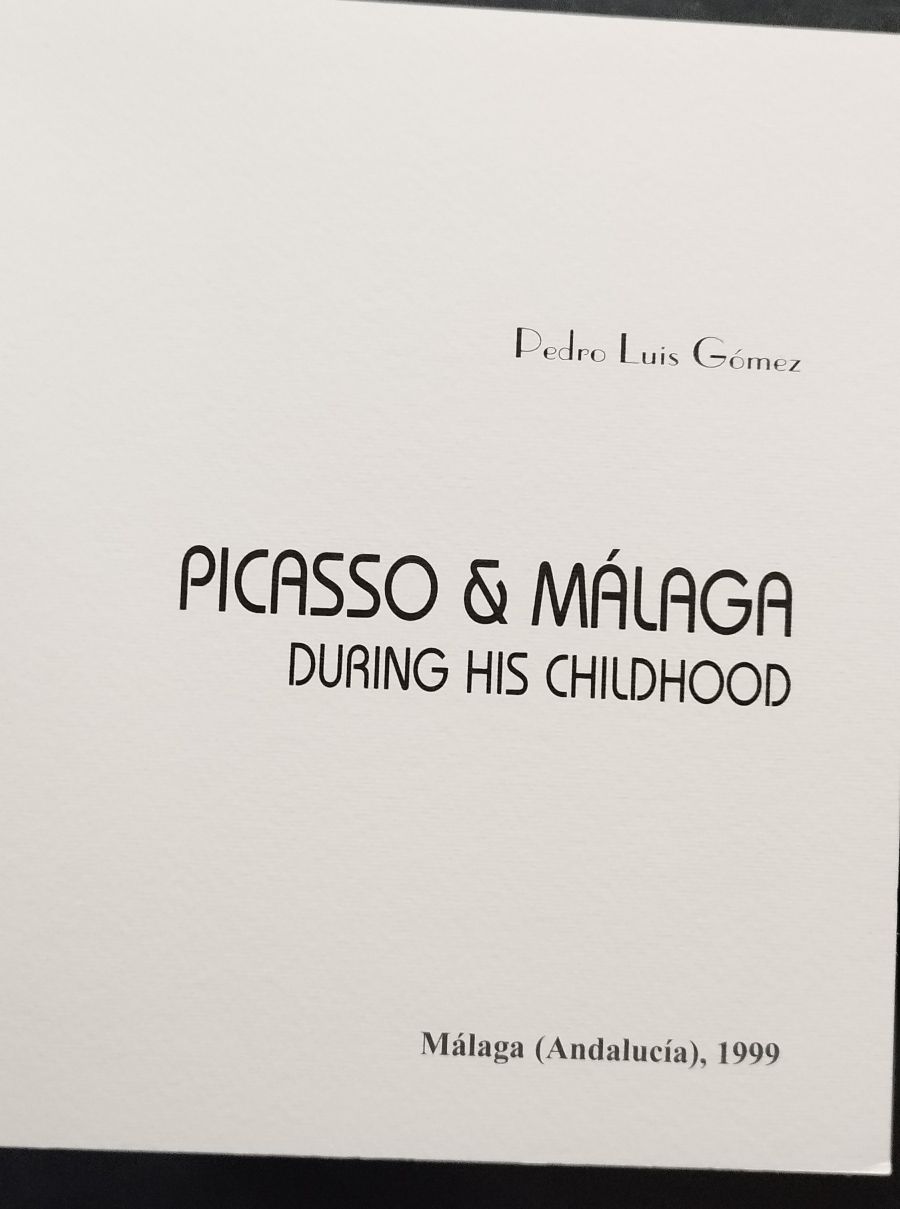 Pedro Luis Gómez
PICASSO & MÁLAGA
DURING HIS CHILDHOOD
Málaga (Andalucía), 1999